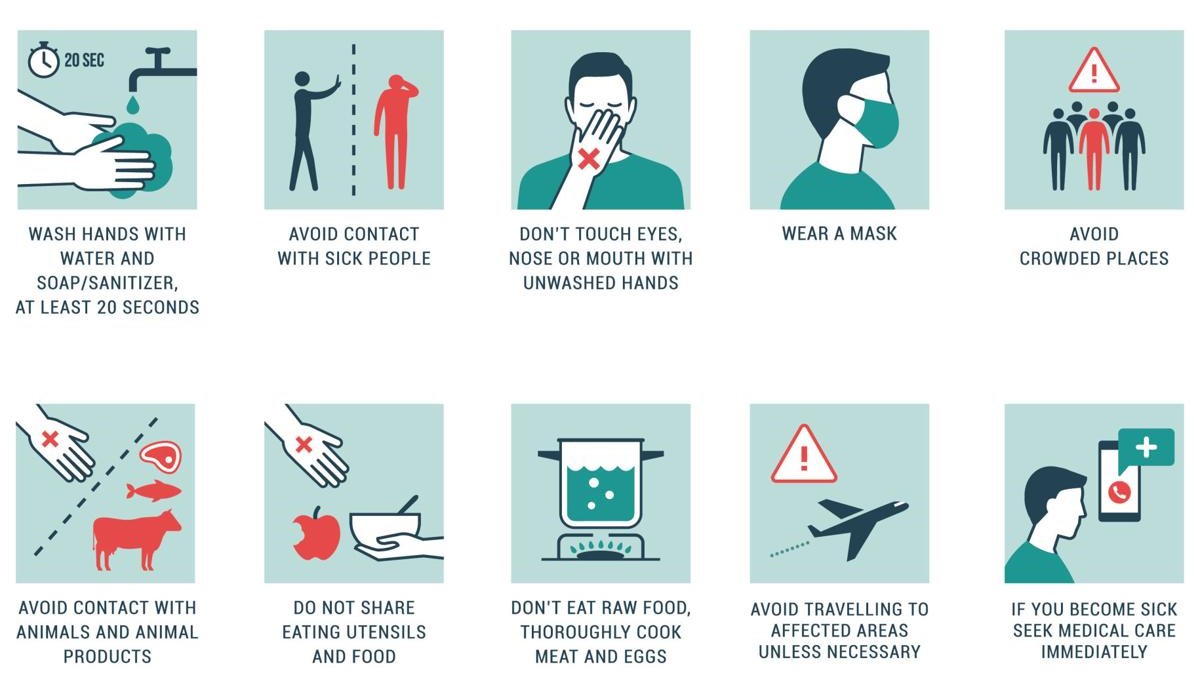 20 SEC
WASH HANDS WITH
WATER AND
SOAP/SANITIZER,
AT LEAST 20 SECONDS
AVOID CONTACT
WITH SICK PEOPLE
DON'T TOUCH EYES,
NOSE OR MOUTH WITH
UNWASHED HANDS
WEAR A MASK
AVOID
CROWDED PLACES
AVOID CONTACT WITH
ANIMALS AND ANIMAL
PRODUCTS
DO NOT SHARE
EATING UTENSILS
AND FOOD
DON'T EAT RAW FOOD,
THOROUGHLY COOK
MEAT AND EGGS
AVOID TRAVELLING TO
AFFECTED AREAS
UNLESS NECESSARY
IF YOU BECOME SICK
SEEK MEDICAL CARE
IMMEDIATELY